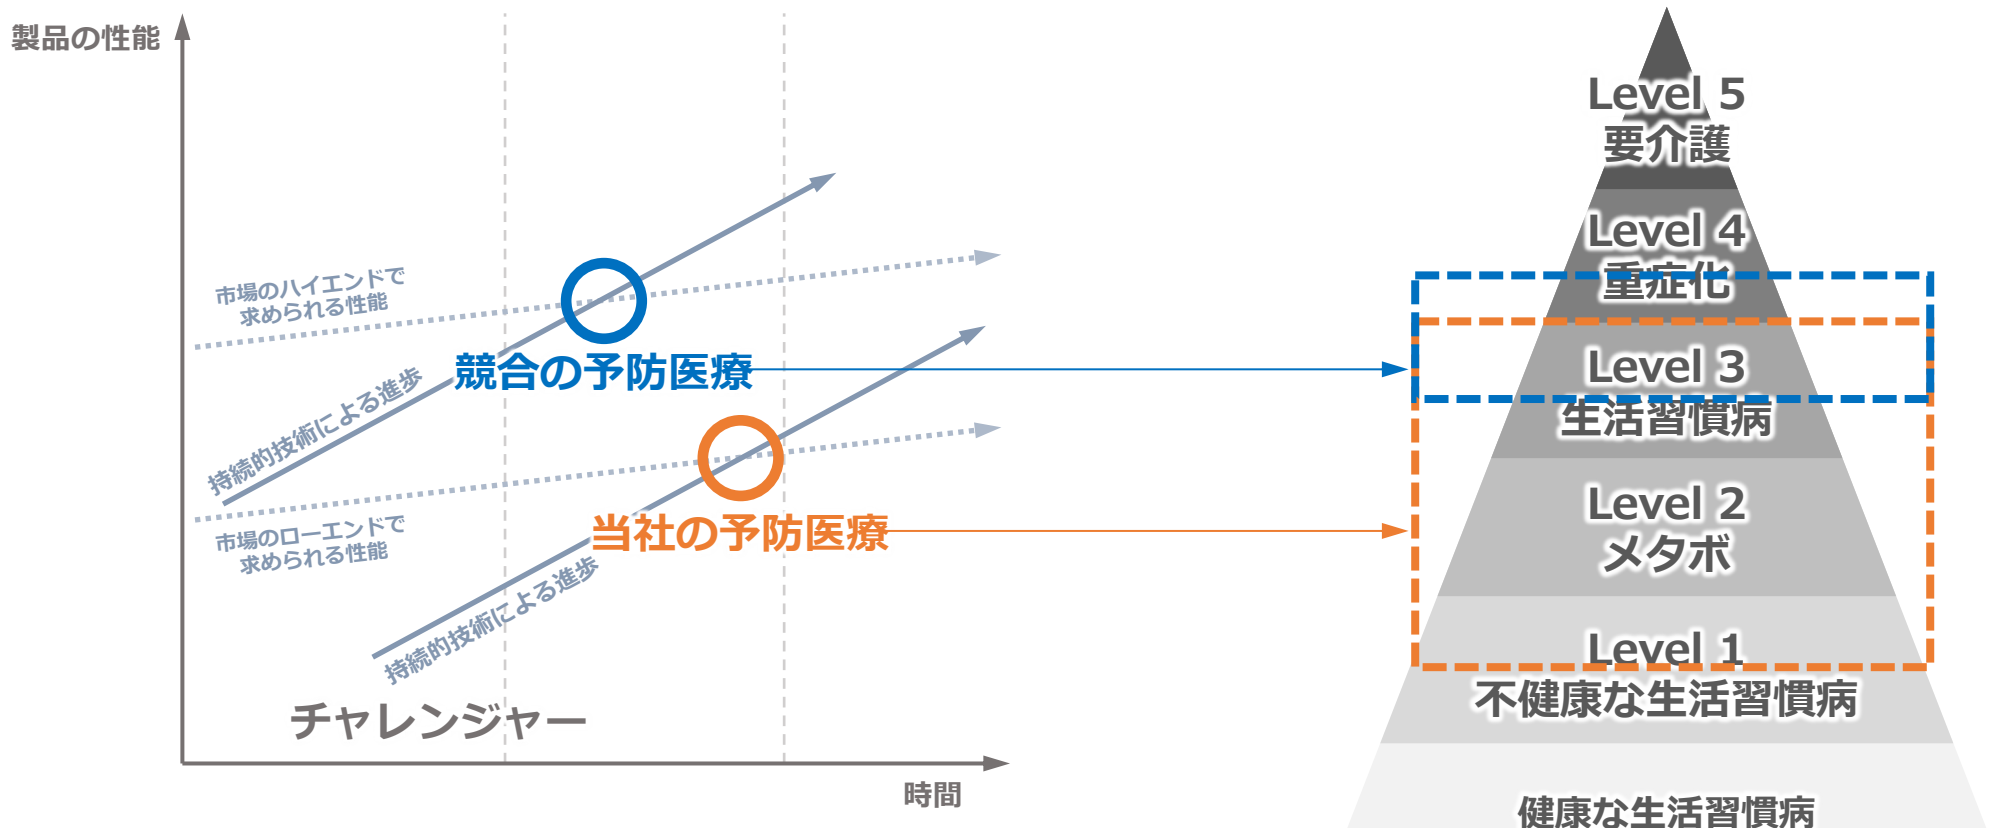 製品の性能
市場のハイエンドで
求められる性能
持続的技術による進歩
競合の予防医療
市場のローエンドで
求められる性能
当社の予防医療
持続的技術による進歩
チャレンジャー
時間
Level 5
要介護
Level 4
重症化
Level 3
生活習慣病
Level 2
メタボ
Level 1
不健康な生活習慣病
健康な生活習慣病